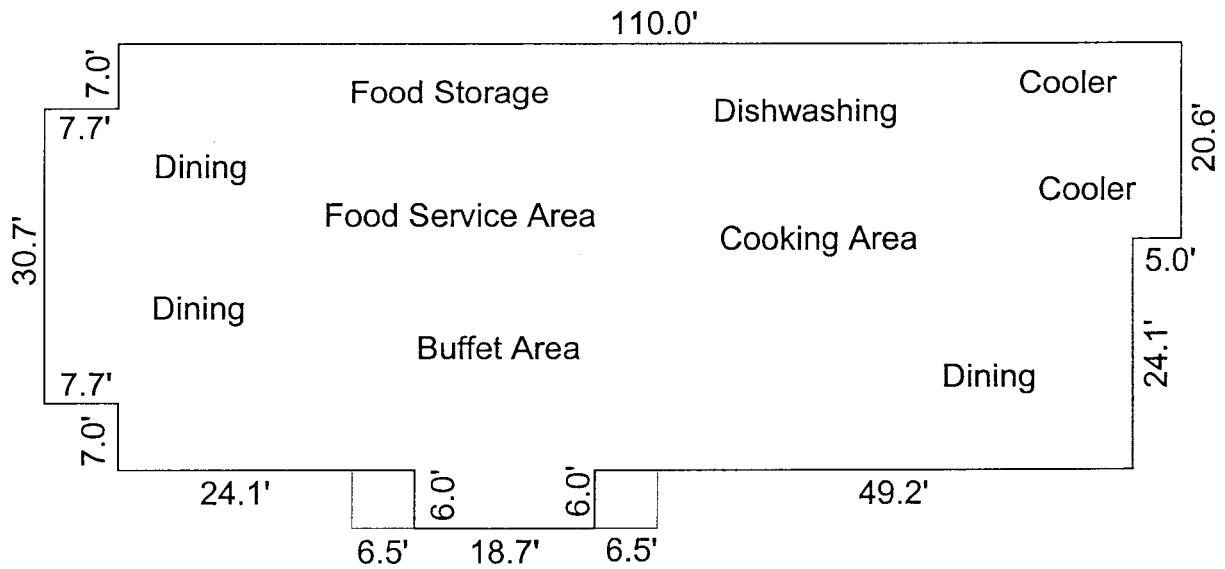 110.0'
7.0'
Food Storage
Cooler
Dishwashing
7.7'
20.6'
Dining
Cooler
Food Service Area
Cooking Area
30.7'
5.0'
Dining
Buffet Area
24.1'
Dining
7.7'
7.0'
24.1'
6.0'
6.0'
49.2'
6.5'
18.7'
6.5'